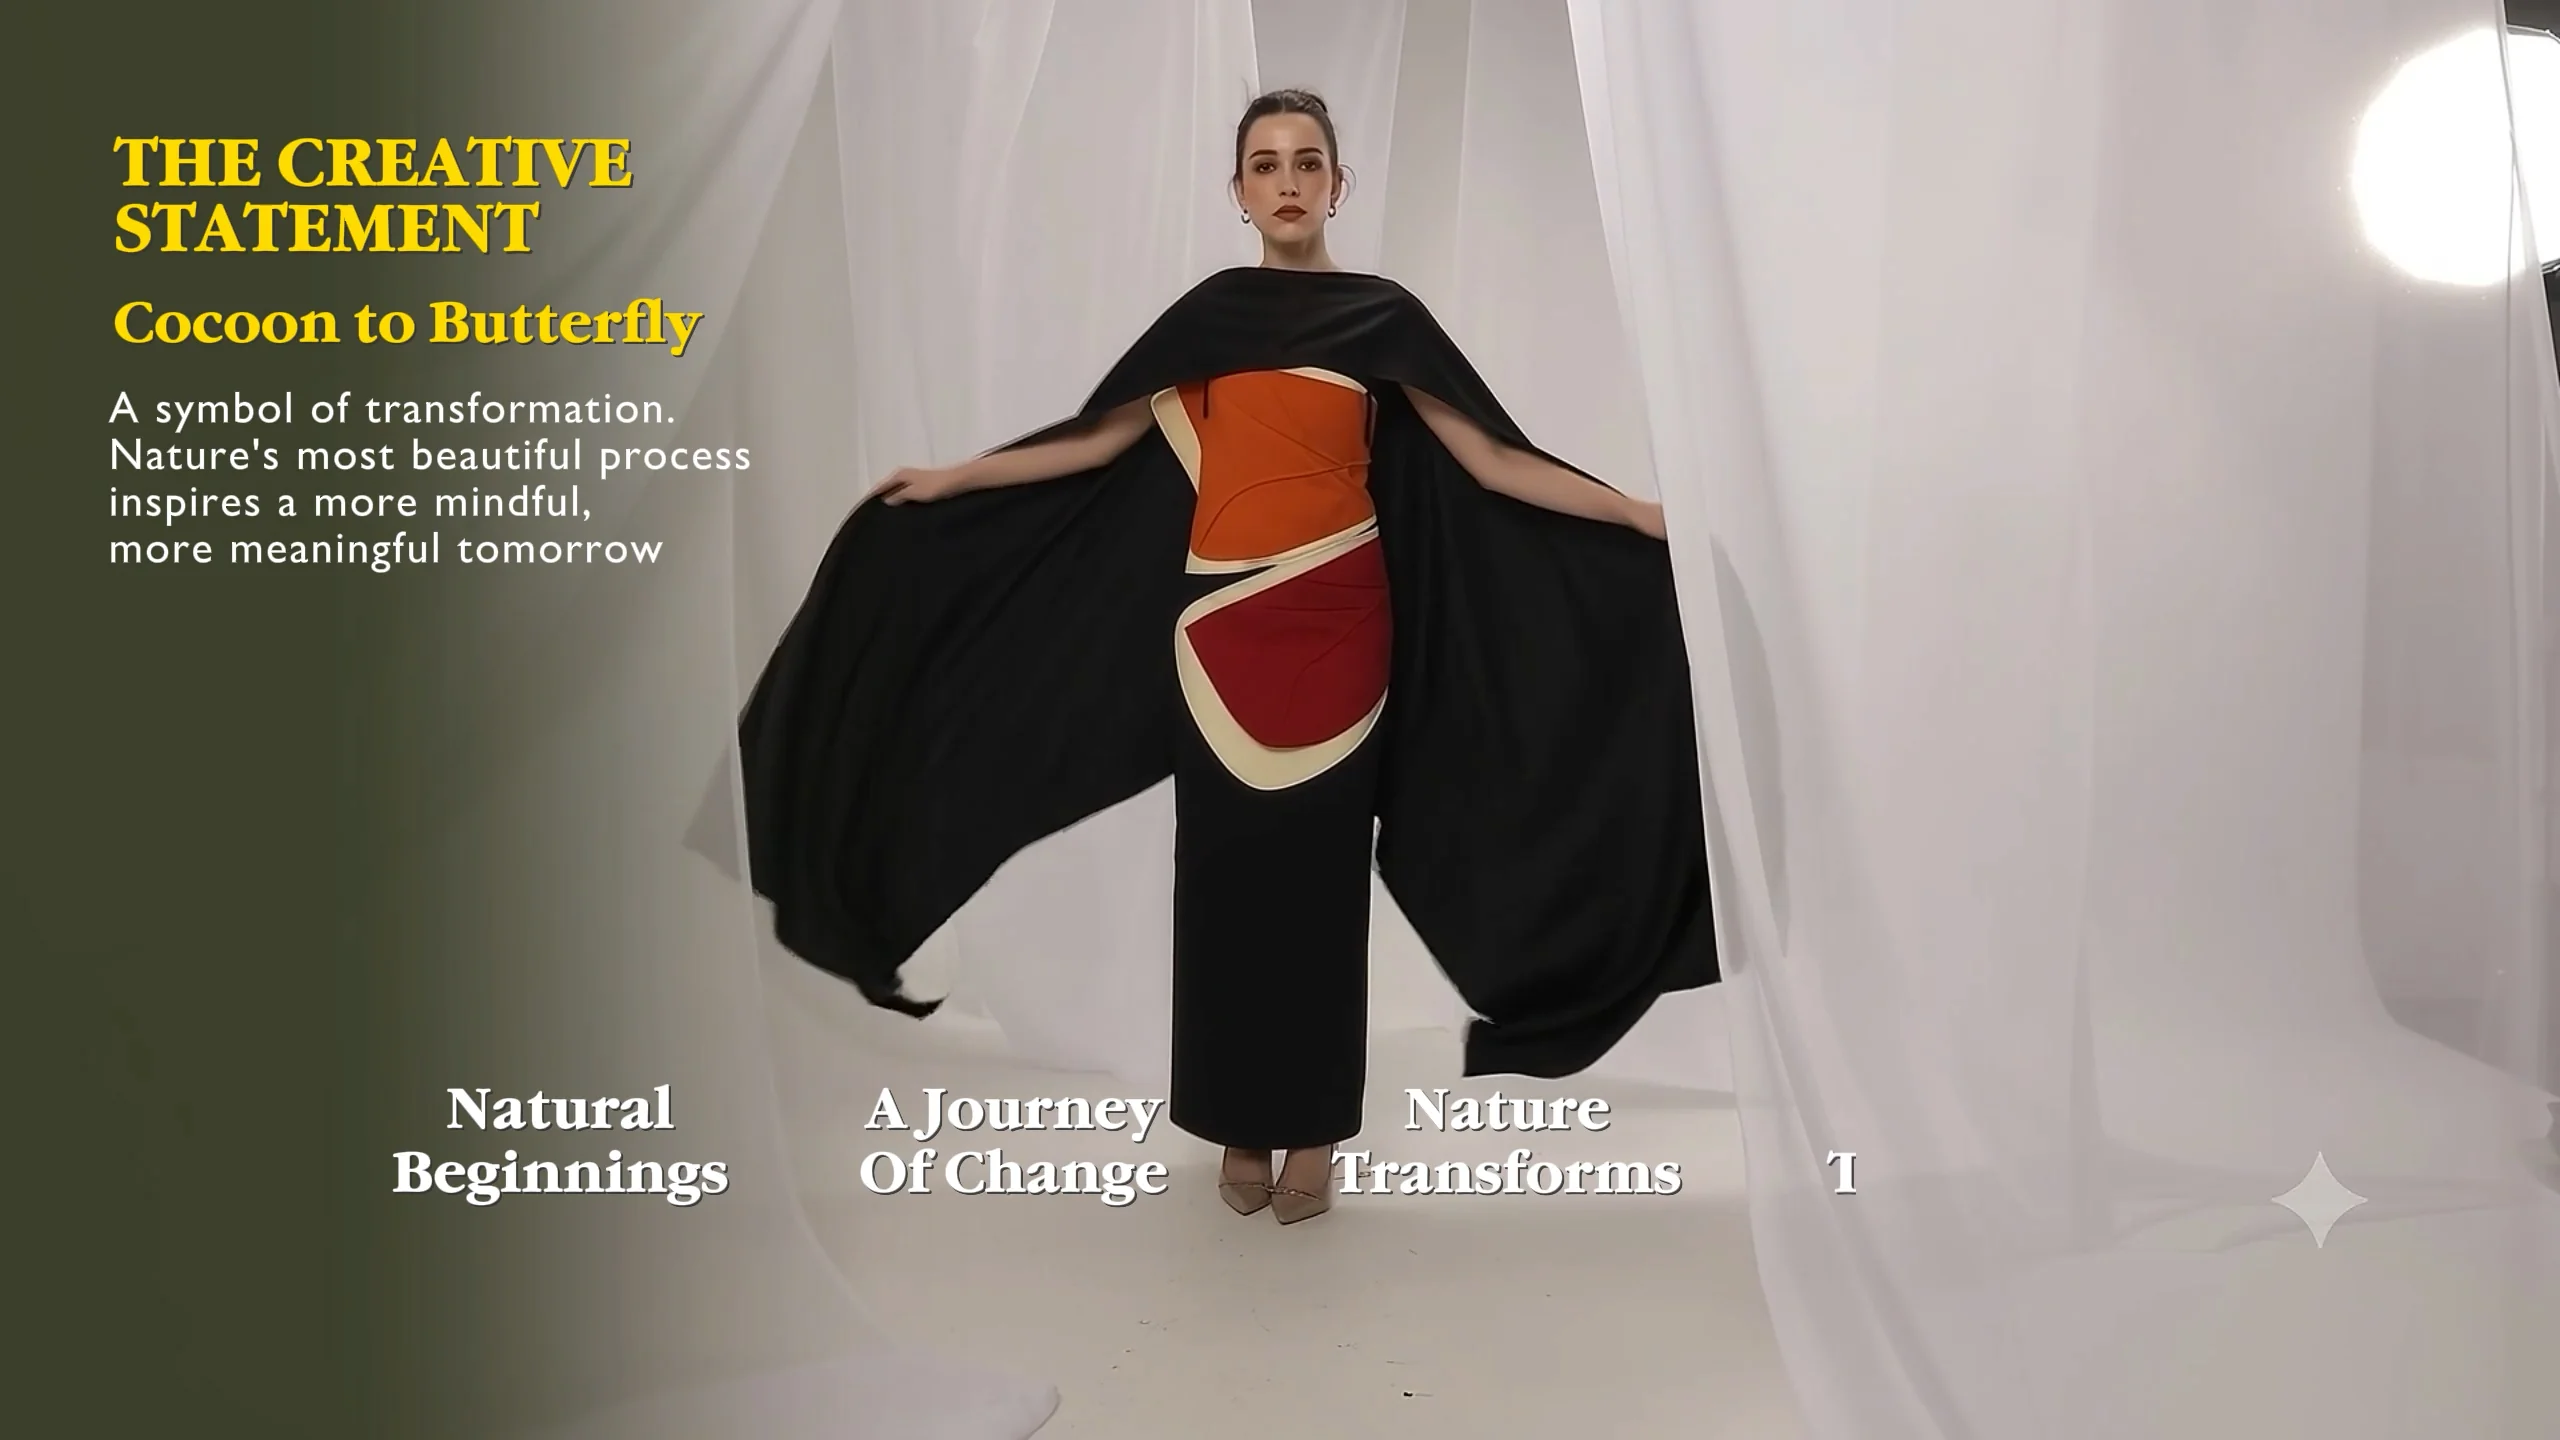 THE CREATIVE
STATEMENT
Cocoon to Butterfly
A symbol of transformation.
Nature's most beautiful process
inspires a more mindful,
more meaningful tomorrow
Natural
Beginnings
A Journey
Of Change
Nature
Transforms
T